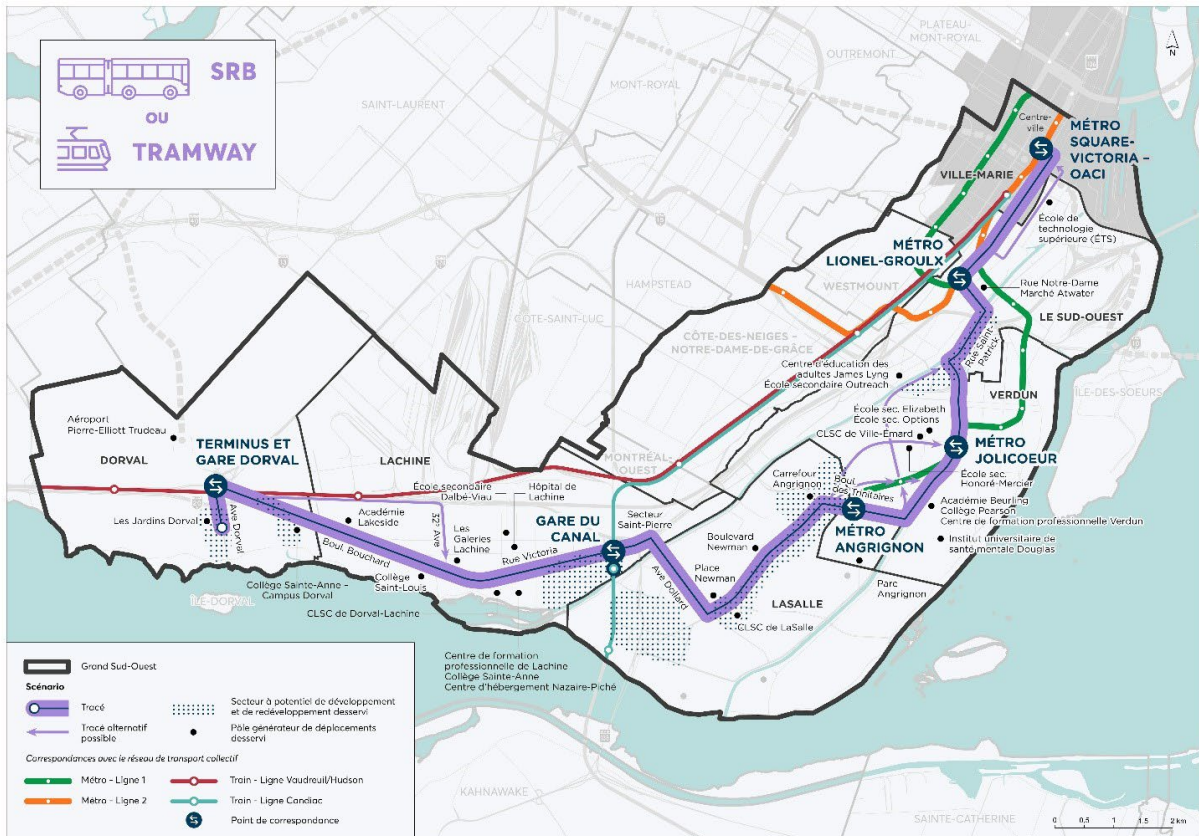 SRB
OU
TRAMWAY
PLATEAU-
MONT-ROYAL
OUTREMONT
MONT-ROYAL
SAINT-LAURENT
N
Centre-
ville
MÉTRO
SQUARE-
VICTORIA –
OACI
VILLE-MARIE
École de
technologie
supérieure (ÉTS)
MÉTRO
LIONEL-GROULX
WESTMOUNT
HAMPSTEAD
Rue Notre-Dame
Marché Atwater
LE SUD-OUEST
CÔTE-SAINT-LUC
CÔTE-DES-NEIGES –
NOTRE-DAME-DE-GRÂCE
Rue Saint-
Patrick
Centre d'éducation des
adultes James Lyng
École secondaire Outreach
VERDUN
ÎLE-DES-SOEURS
École sec. Elizabeth
École sec. Options
CLSC de Ville-Émard
MÉTRO
JOLICOEUR
Aéroport
Pierre-Elliott Trudeau
DORVAL
TERMINUS ET
GARE DORVAL
LACHINE
MONTRÉAL-
OUEST
École secondaire
Dalbé-Viau
Hôpital de
Lachine
Carrefour
Angrignon
Boul.
des Trinitaires
École sec.
Honoré-Mercier
Académie Beurling
Collège Pearson
Centre de formation professionnelle Verdun
Institut universitaire de
santé mentale Douglas
Les Jardins Dorval
Ave Dorval
Académie
Lakeside
32e Ave
Les
Galeries
Lachine
GARE DU
CANAL
Secteur
Saint-Pierre
Boulevard
Newman
MÉTRO
ANGRIGNON
Boul. Bouchard
Rue Victoria
Collège
Saint-Louis
Place
Newman
Ave Dollard
LASALLE
Parc
Angrignon
ÎLE-DORVAL
Collège Sainte-Anne –
Campus Dorval
CLSC de Dorval-Lachine
CLSC de LaSalle
Centre de formation
professionnelle de Lachine
Collège Sainte-Anne
Centre d'hébergement Nazaire-Piché
Grand Sud-Ouest
Scénario
Tracé
Tracé alternatif
possible
Secteur à potentiel de développement
et de redéveloppement desservi
Pôle générateur de déplacements
desservi
Correspondances avec le réseau de transport collectif
Métro - Ligne 1
Métro - Ligne 2
Train - Ligne Vaudreuil/Hudson
Train - Ligne Candiac
Point de correspondance
KAHNAWAKE
SAINTE-CATHERINE
0 0,5 1 2 km